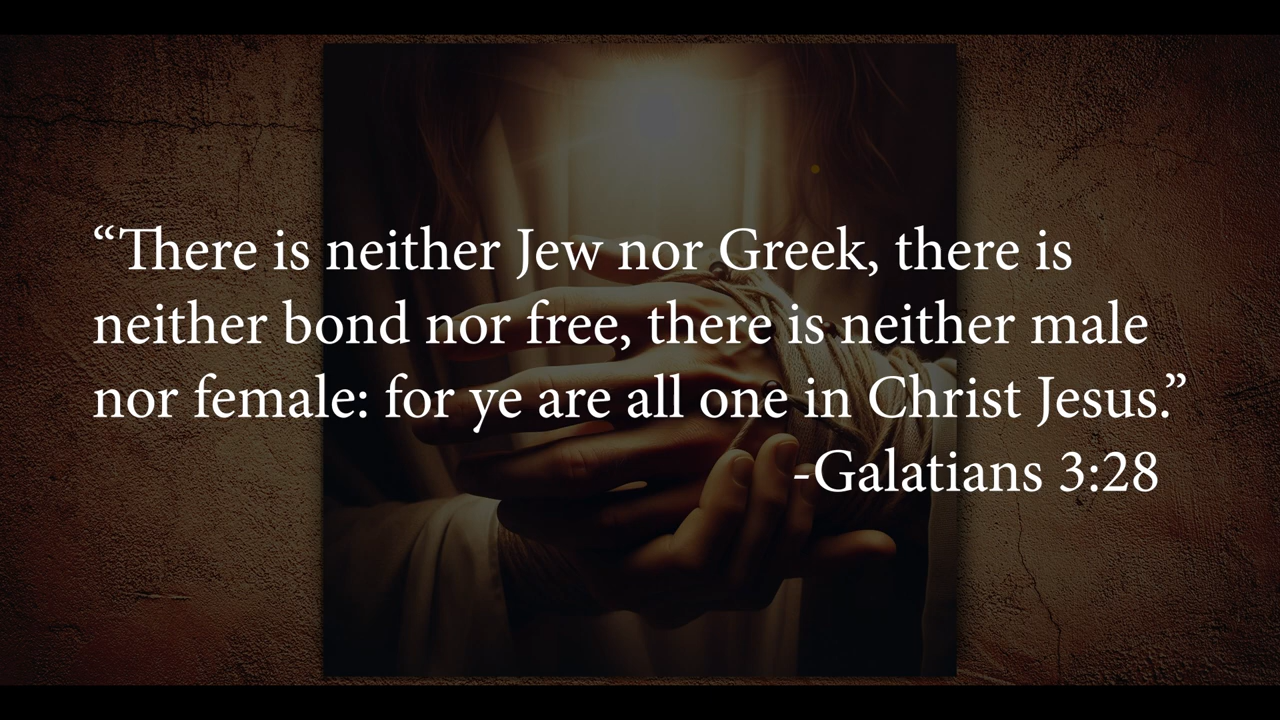 “There is neither Jew nor Greek, there is
neither bond nor free, there is neither male
nor female: for ye are all one in Christ Jesus.”
-Galatians 3:28